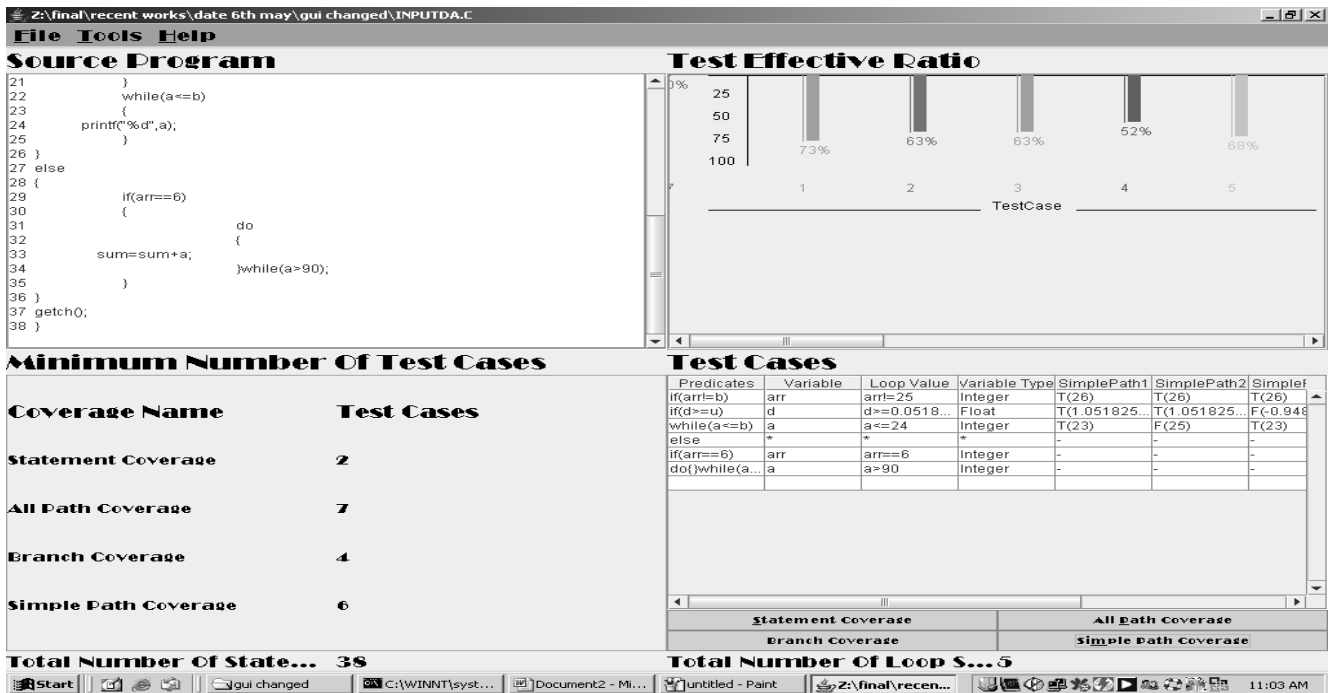 Z:\final\recent works\date 6th may\gui changed\INPUTDA.C
File Tools Help
Source Program
21 }
22 while(a<=b)
23 {
24 printf("%d",a);
25 }
26 }
27 else
28 {
29 if(arr==6)
30 {
31 do
32 {
33 sum=sum+a;
34 }while(a>90);
35 }
36 }
37 getch();
38 }
Test Effective Ratio
0%
25
50
75
100
73% 63% 63% 52% 68%
1 2 3 4 5
TestCase
Minimum Number Of Test Cases
Coverage Name Test Cases
Statement Coverage 2
All Path Coverage 7
Branch Coverage 4
Simple Path Coverage 6
Test Cases
Predicates Variable Loop Value Variable Type SimplePath1 SimplePath2 SimpleF
if(arr!=b) arr arr!=25 Integer T(26) T(26) T(26)
if(d>=u) d d>=0.0518... Float T(1.051825... T(1.051825... F(-0.948
while(a<=b) a a<=24 Integer T(23) F(25) T(23)
else * * * - - -
if(arr==6) arr arr==6 Integer - - -
do{}while(a... a a>90 Integer - - -
Statement Coverage All Path Coverage
Branch Coverage Simple Path Coverage
Total Number Of State... 38
Total Number Of Loop S... 5
Start gui changed C:\WINNT\syst... Document2 - Mi... untitled - Paint Z:\final\recen... 11:03 AM